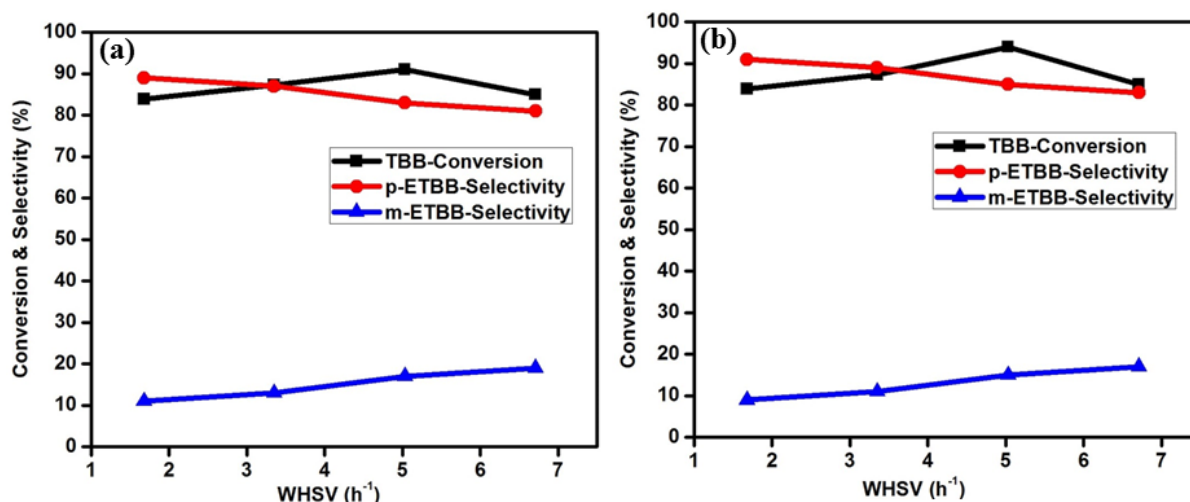 (a)
Conversion & Selectivity (%)
100
90
80
70
60
50
40
30
20
10
0
TBB-Conversion
p-ETBB-Selectivity
m-ETBB-Selectivity
1 2 3 4 5 6 7
WHSV (h⁻¹)
(b)
Conversion & Selectivity (%)
100
90
80
70
60
50
40
30
20
10
0
TBB-Conversion
p-ETBB-Selectivity
m-ETBB-Selectivity
1 2 3 4 5 6 7
WHSV (h⁻¹)